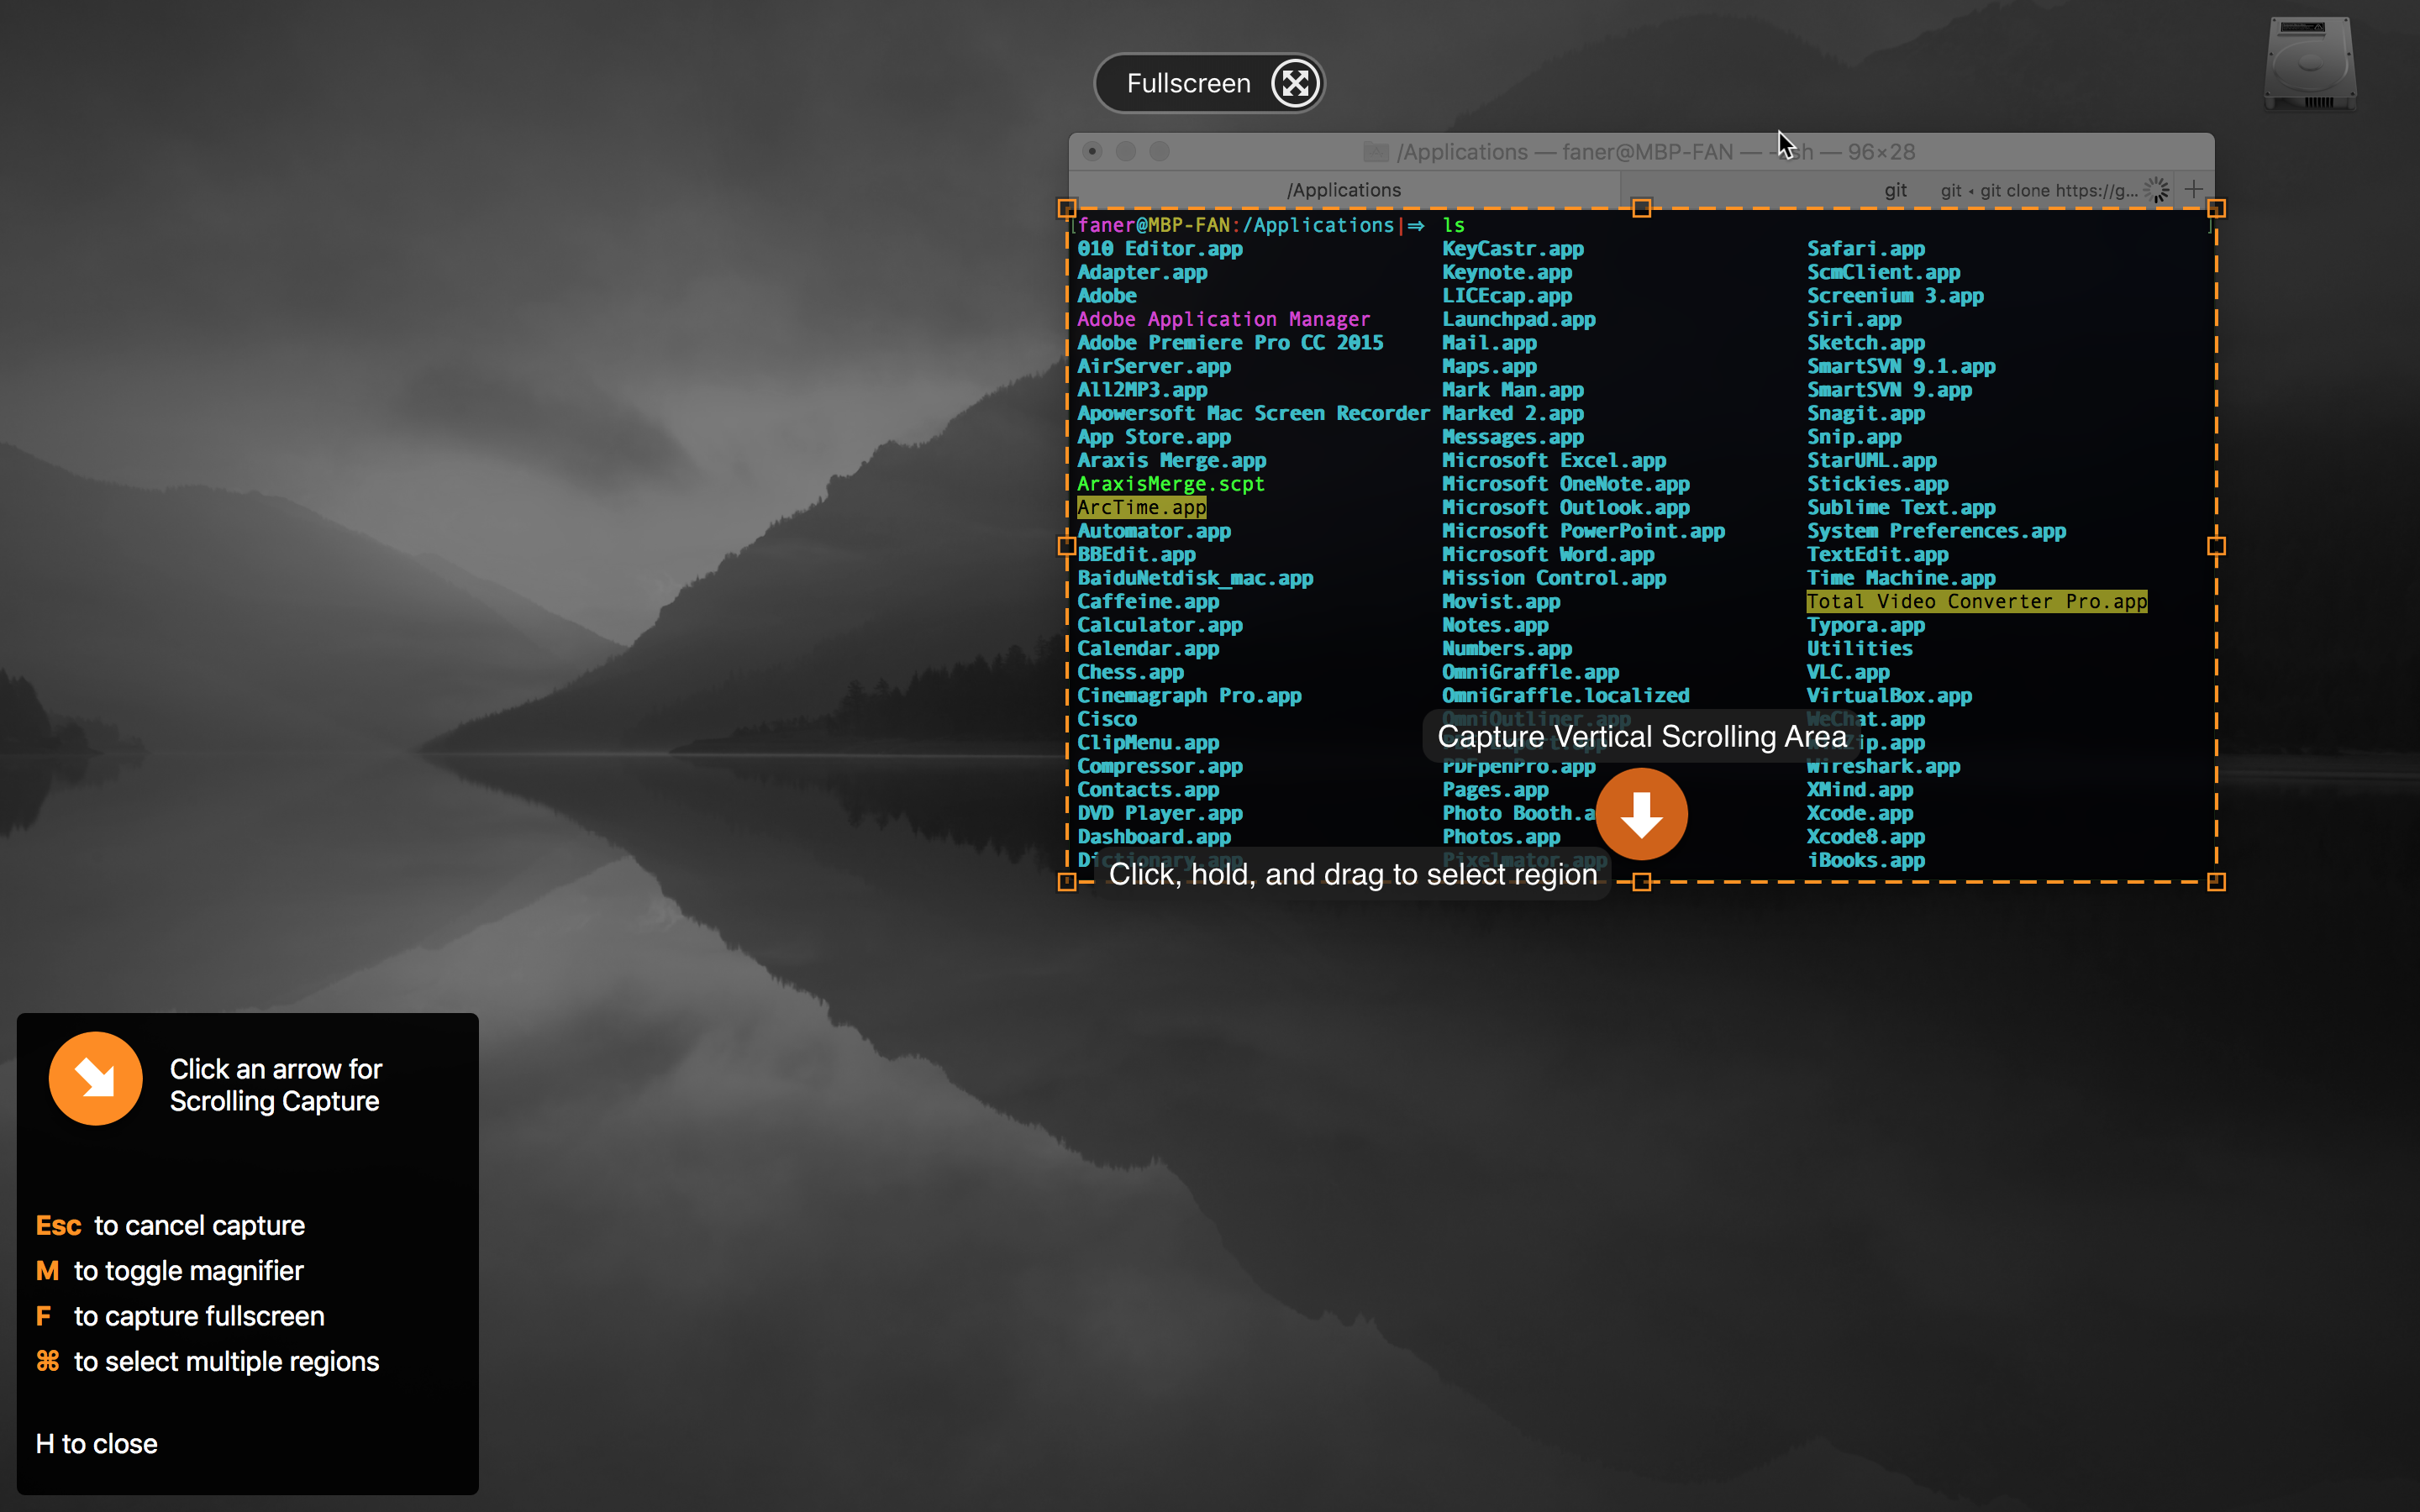 Fullscreen
/Applications — faner@MBP-FAN — -zsh — 96×28
/Applications
git git ◂ git clone https://g...
faner@MBP-FAN:/Applications|⇒ ls
010 Editor.app KeyCastr.app Safari.app
Adapter.app Keynote.app ScmClient.app
Adobe LICEcap.app Screenium 3.app
Adobe Application Manager Launchpad.app Siri.app
Adobe Premiere Pro CC 2015 Mail.app Sketch.app
AirServer.app Maps.app SmartSVN 9.1.app
All2MP3.app Mark Man.app SmartSVN 9.app
Apowersoft Mac Screen Recorder Marked 2.app Snagit.app
App Store.app Messages.app Snip.app
Araxis Merge.app Microsoft Excel.app StarUML.app
AraxisMerge.scpt Microsoft OneNote.app Stickies.app
ArcTime.app Microsoft Outlook.app Sublime Text.app
Automator.app Microsoft PowerPoint.app System Preferences.app
BBEdit.app Microsoft Word.app TextEdit.app
BaiduNetdisk_mac.app Mission Control.app Time Machine.app
Caffeine.app Movist.app Total Video Converter Pro.app
Calculator.app Notes.app Typora.app
Calendar.app Numbers.app Utilities
Chess.app OmniGraffle.app VLC.app
Cinemagraph Pro.app OmniGraffle.localized VirtualBox.app
Cisco OmniOutliner.app WeChat.app
Capture Vertical Scrolling Area
ClipMenu.app
Compressor.app PDFpenPro.app Wireshark.app
Contacts.app Pages.app XMind.app
DVD Player.app Photo Booth.a Xcode.app
Dashboard.app Photos.app Xcode8.app
Dictionary.app Pixelmator.app iBooks.app
Click, hold, and drag to select region
Click an arrow for
Scrolling Capture
Esc to cancel capture
M to toggle magnifier
F to capture fullscreen
⌘ to select multiple regions
H to close